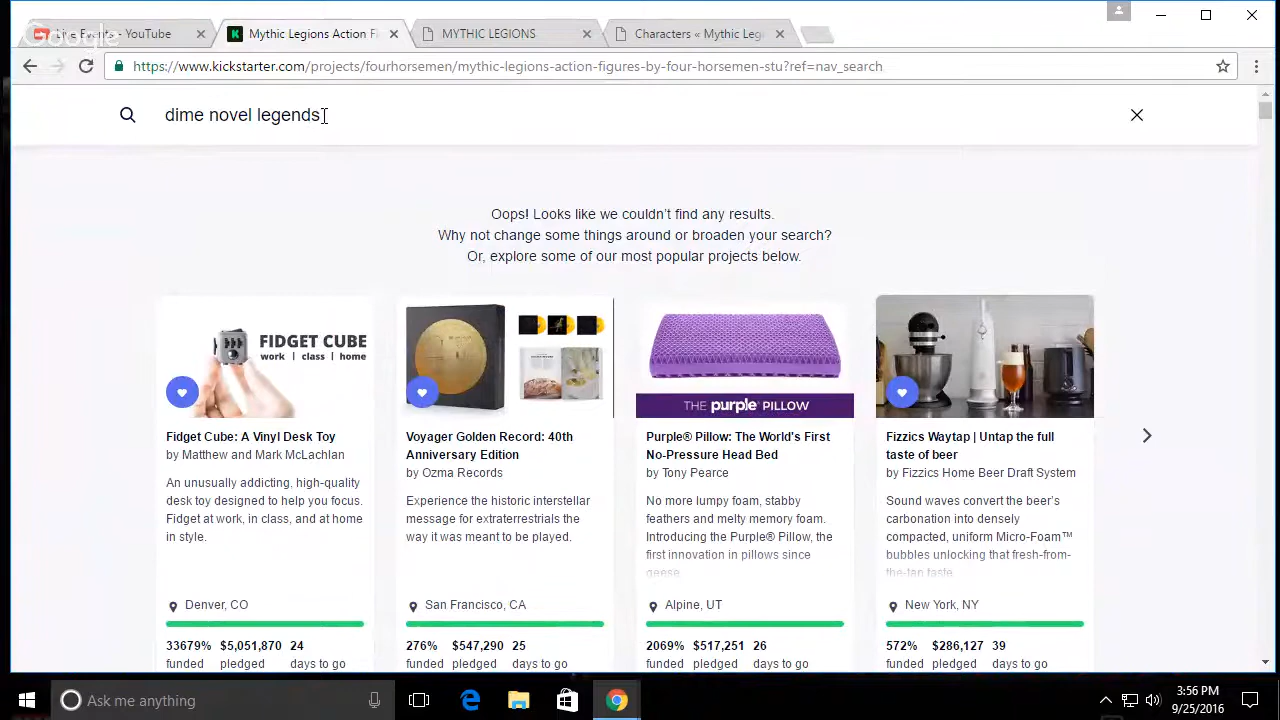 Google
Live Events - YouTube
Mythic Legions Action F
MYTHIC LEGIONS
Characters « Mythic Leg
https://www.kickstarter.com/projects/fourhorsemen/mythic-legions-action-figures-by-four-horsemen-stu?ref=nav_search
dime novel legends
Oops! Looks like we couldn't find any results.
Why not change some things around or broaden your search?
Or, explore some of our most popular projects below.
FIDGET CUBE
work | class | home
THE purple PILLOW
Fidget Cube: A Vinyl Desk Toy
by Matthew and Mark McLachlan
An unusually addicting, high-quality
desk toy designed to help you focus.
Fidget at work, in class, and at home
in style.
Denver, CO
33679% $5,051,870 24
funded pledged days to go
Voyager Golden Record: 40th
Anniversary Edition
by Ozma Records
Experience the historic interstellar
message for extraterrestrials the
way it was meant to be played.
San Francisco, CA
276% $547,290 25
funded pledged days to go
Purple® Pillow: The World's First
No-Pressure Head Bed
by Tony Pearce
No more lumpy foam, stabby
feathers and melty memory foam.
Introducing the Purple® Pillow, the
first innovation in pillows since
geese.
Alpine, UT
2069% $517,251 26
funded pledged days to go
Fizzics Waytap | Untap the full
taste of beer
by Fizzics Home Beer Draft System
Sound waves convert the beer's
carbonation into densely
compacted, uniform Micro-Foam™
bubbles unlocking that fresh-from-
the-tap taste.
New York, NY
572% $286,127 39
funded pledged days to go
Ask me anything
3:56 PM
9/25/2016